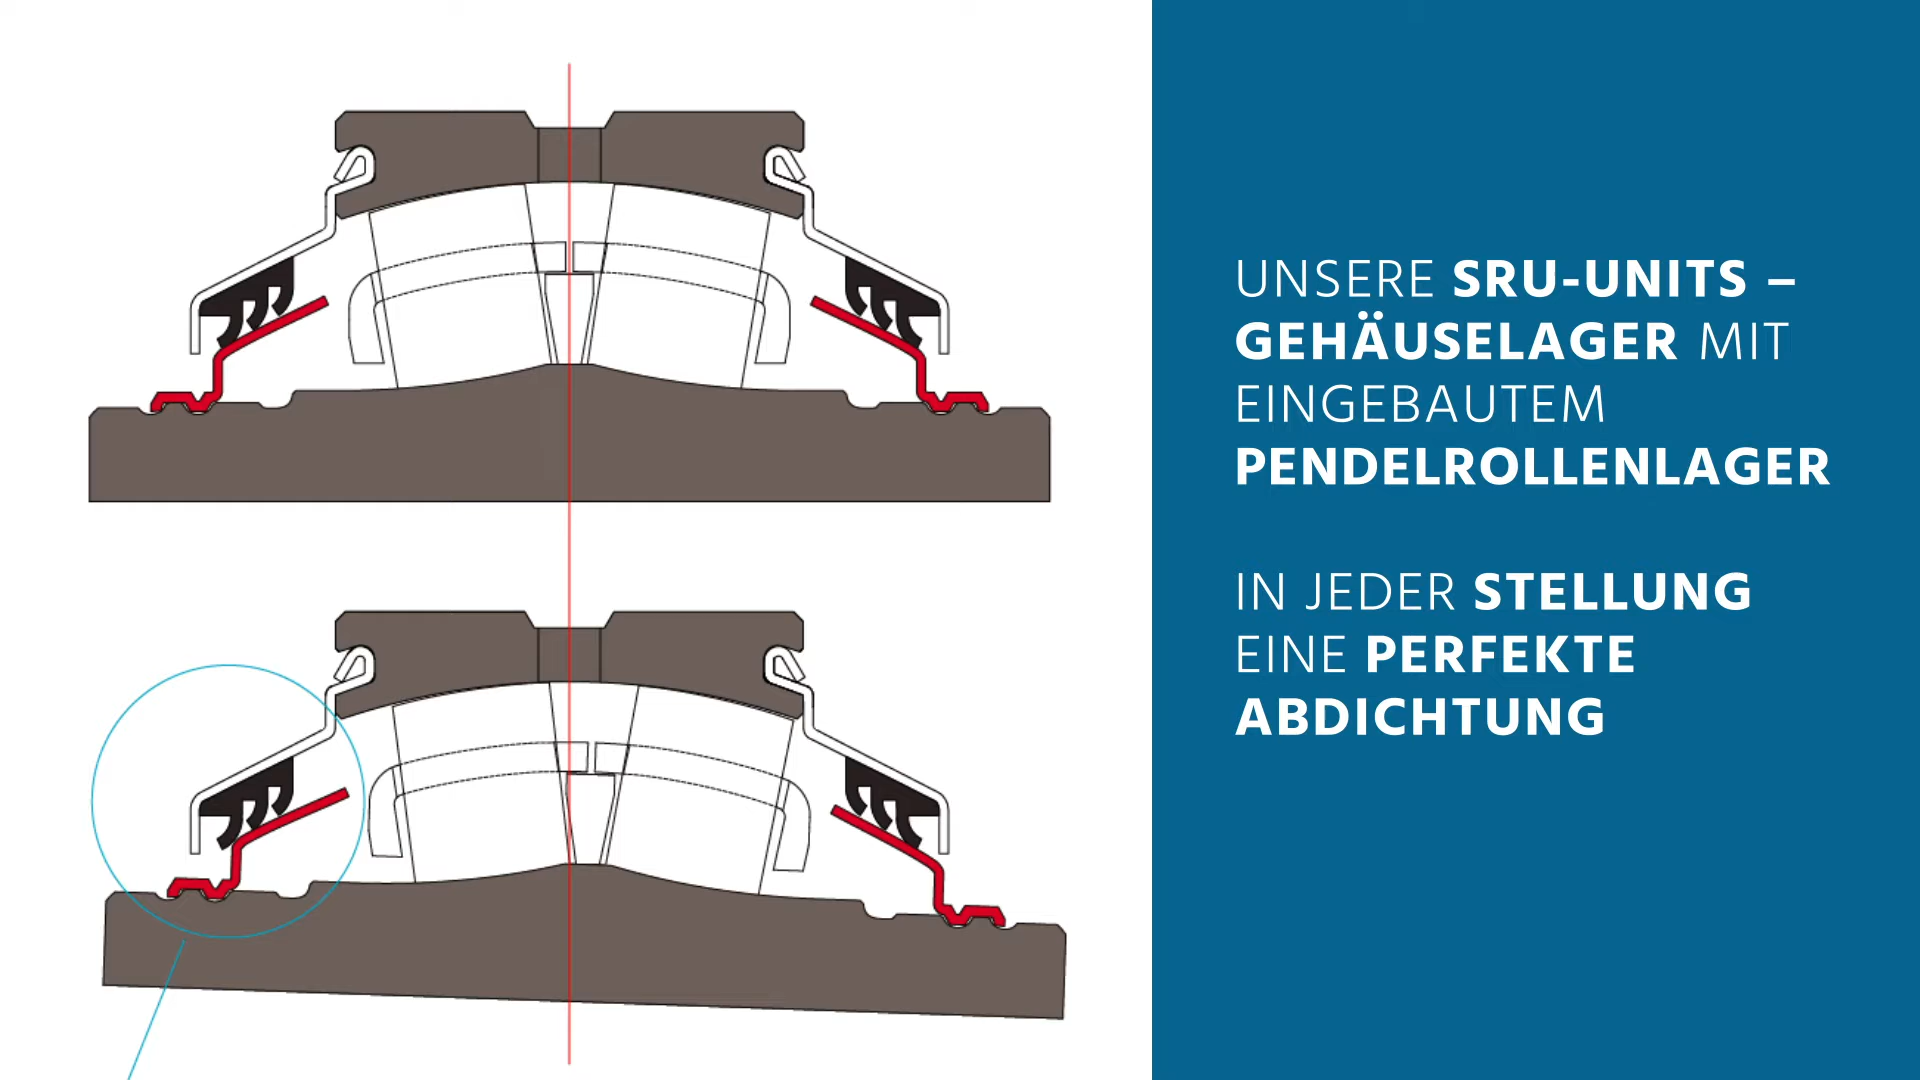 UNSERE SRU-UNITS –
GEHÄUSELAGER MIT
EINGEBAUTEM
PENDELROLLENLAGER
IN JEDER STELLUNG
EINE PERFEKTE
ABDICHTUNG